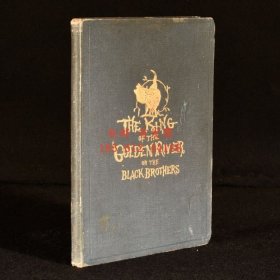 THE KING
OF THE
GOLDEN RIVER
OR THE
BLACK BROTHERS